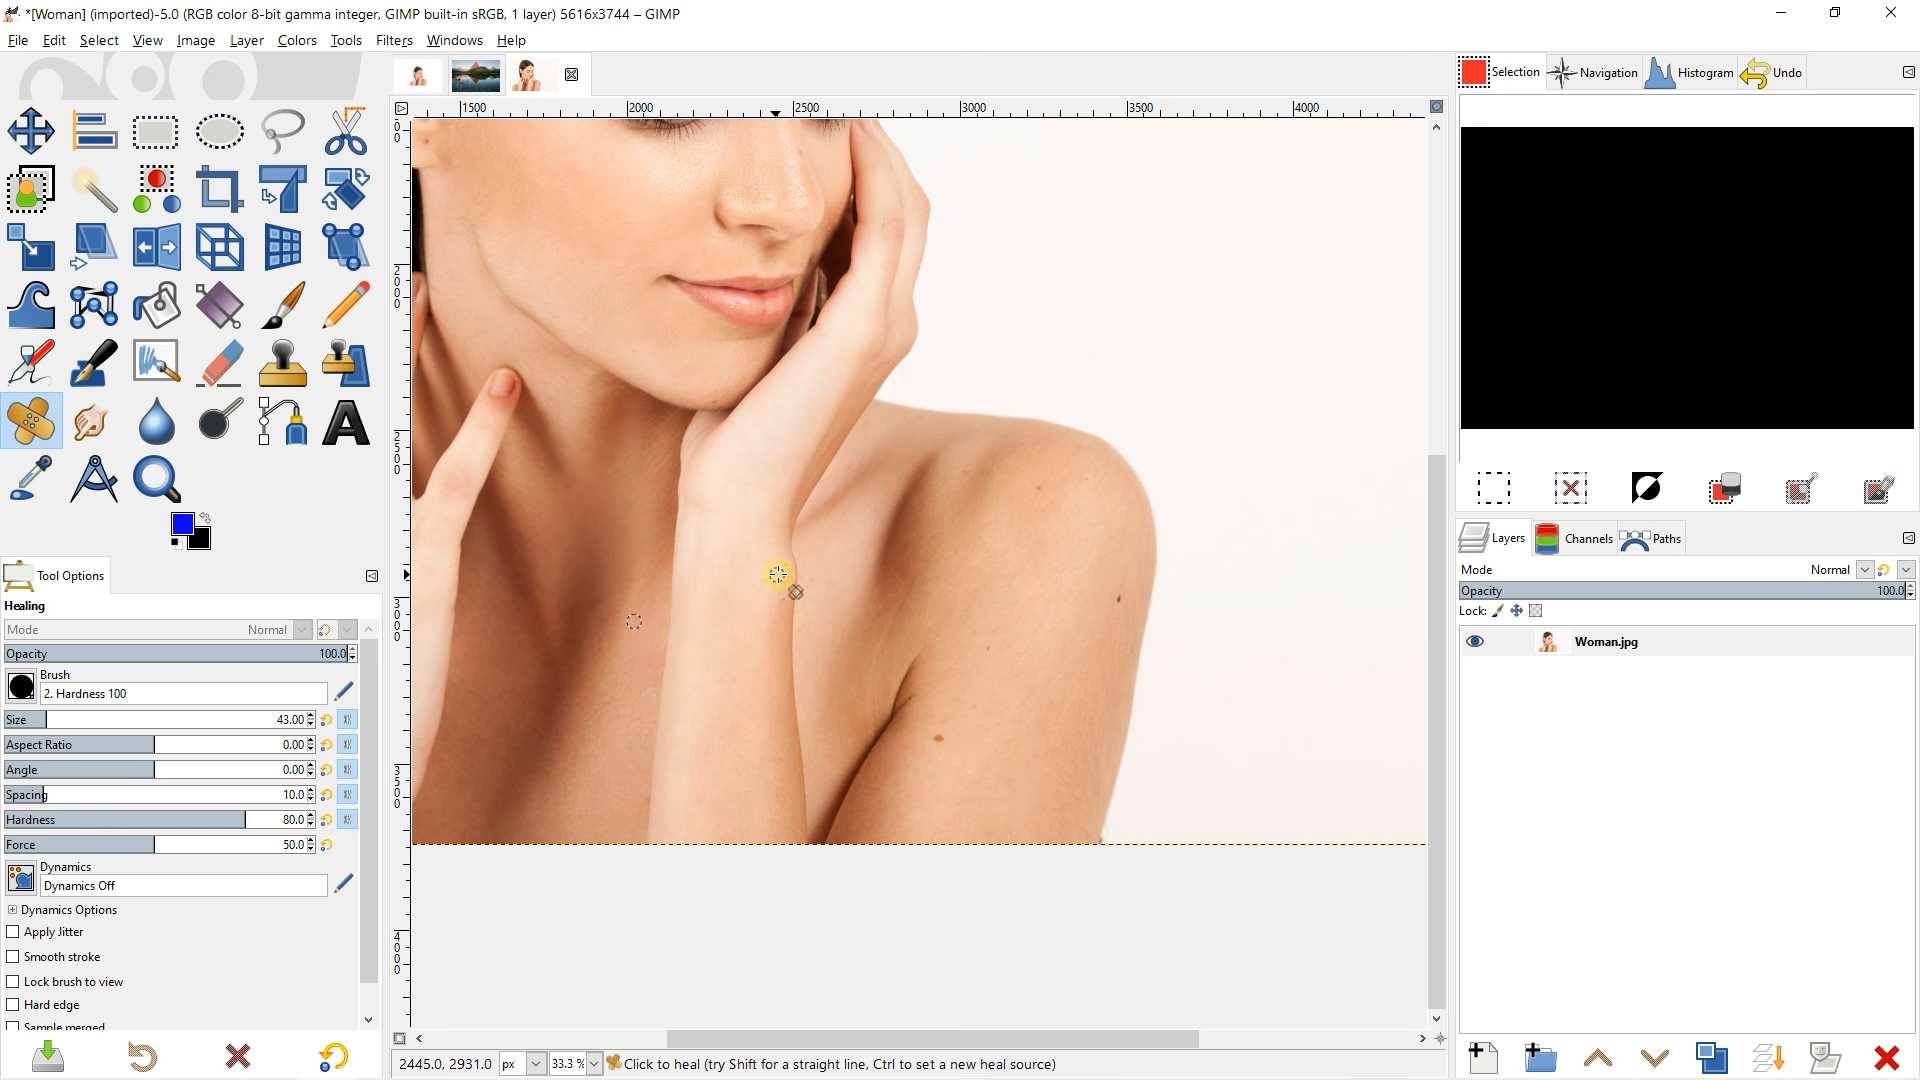 *[Woman] (imported)-5.0 (RGB color 8-bit gamma integer, GIMP built-in sRGB, 1 layer) 5616x3744 – GIMP
File Edit Select View Image Layer Colors Tools Filters Windows Help
Selection Navigation Histogram Undo
1500 2000 2500 3000 3500 4000
2000
2500
3000
3500
4000
Tool Options
Healing
Mode Normal
Opacity 100.0
Brush
2. Hardness 100
Size 43.00
Aspect Ratio 0.00
Angle 0.00
Spacing 10.0
Hardness 80.0
Force 50.0
Dynamics
Dynamics Off
Dynamics Options
Apply Jitter
Smooth stroke
Lock brush to view
Hard edge
Sample merged
2445.0, 2931.0 px 33.3 % Click to heal (try Shift for a straight line, Ctrl to set a new heal source)
Layers Channels Paths
Mode Normal
Opacity 100.0
Lock:
Woman.jpg